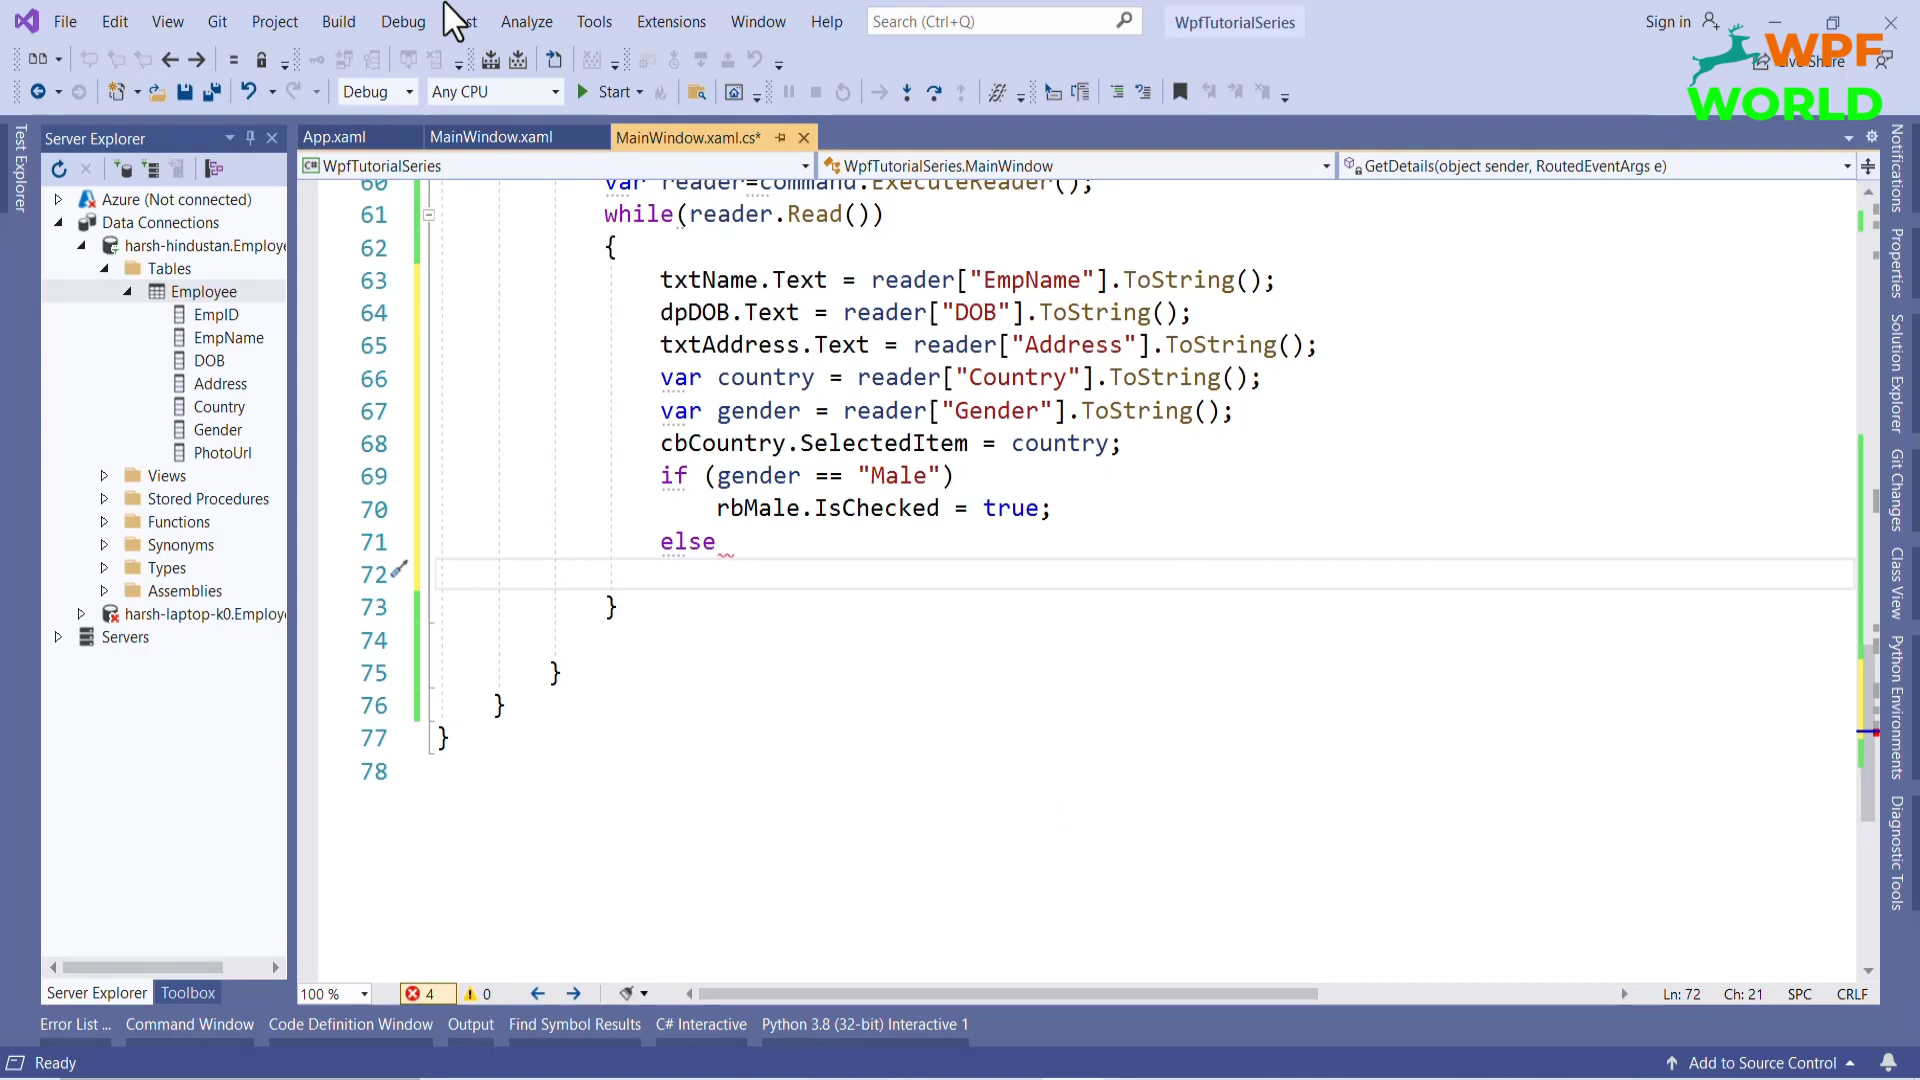 File Edit View Git Project Build Debug Analyze Tools Extensions Window Help Search (Ctrl+Q) WpfTutorialSeries Sign in
WPF
WORLD
Debug Any CPU Start
Test Explorer
Server Explorer
App.xaml MainWindow.xaml MainWindow.xaml.cs*
WpfTutorialSeries WpfTutorialSeries.MainWindow GetDetails(object sender, RoutedEventArgs e)
Azure (Not connected)
Data Connections
harsh-hindustan.Employe
Tables
Employee
EmpID
EmpName
DOB
Address
Country
Gender
PhotoUrl
Views
Stored Procedures
Functions
Synonyms
Types
Assemblies
harsh-laptop-k0.Employe
Servers
60 var reader=command.ExecuteReader();
61 while(reader.Read())
62 {
63 txtName.Text = reader["EmpName"].ToString();
64 dpDOB.Text = reader["DOB"].ToString();
65 txtAddress.Text = reader["Address"].ToString();
66 var country = reader["Country"].ToString();
67 var gender = reader["Gender"].ToString();
68 cbCountry.SelectedItem = country;
69 if (gender == "Male")
70 rbMale.IsChecked = true;
71 else
72
73 }
74
75 }
76 }
77 }
78
Notifications
Properties
Solution Explorer
Git Changes
Class View
Python Environments
Diagnostic Tools
Server Explorer Toolbox
100 % 4 0 Ln: 72 Ch: 21 SPC CRLF
Error List ... Command Window Code Definition Window Output Find Symbol Results C# Interactive Python 3.8 (32-bit) Interactive 1
Ready Add to Source Control